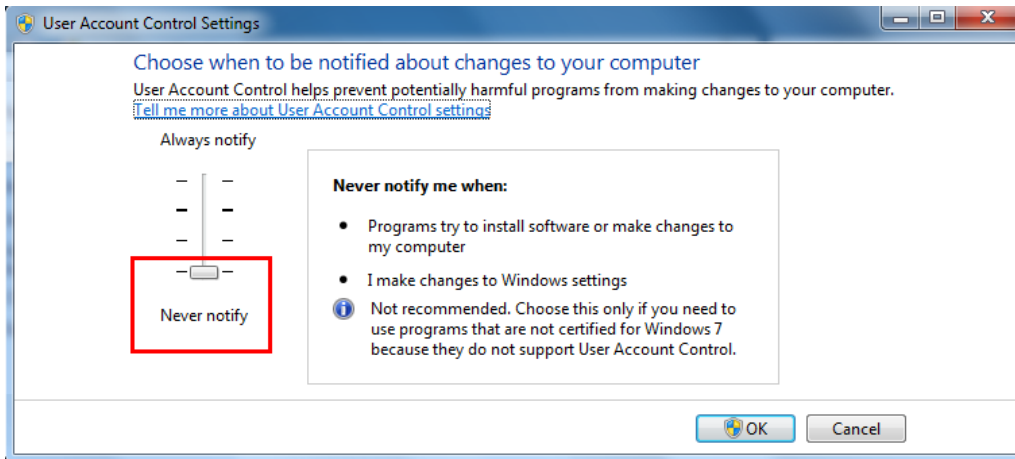 User Account Control Settings
Choose when to be notified about changes to your computer
User Account Control helps prevent potentially harmful programs from making changes to your computer.
Tell me more about User Account Control settings
Always notify
Never notify me when:
Programs try to install software or make changes to
my computer
I make changes to Windows settings
Never notify
Not recommended. Choose this only if you need to
use programs that are not certified for Windows 7
because they do not support User Account Control.
OK
Cancel